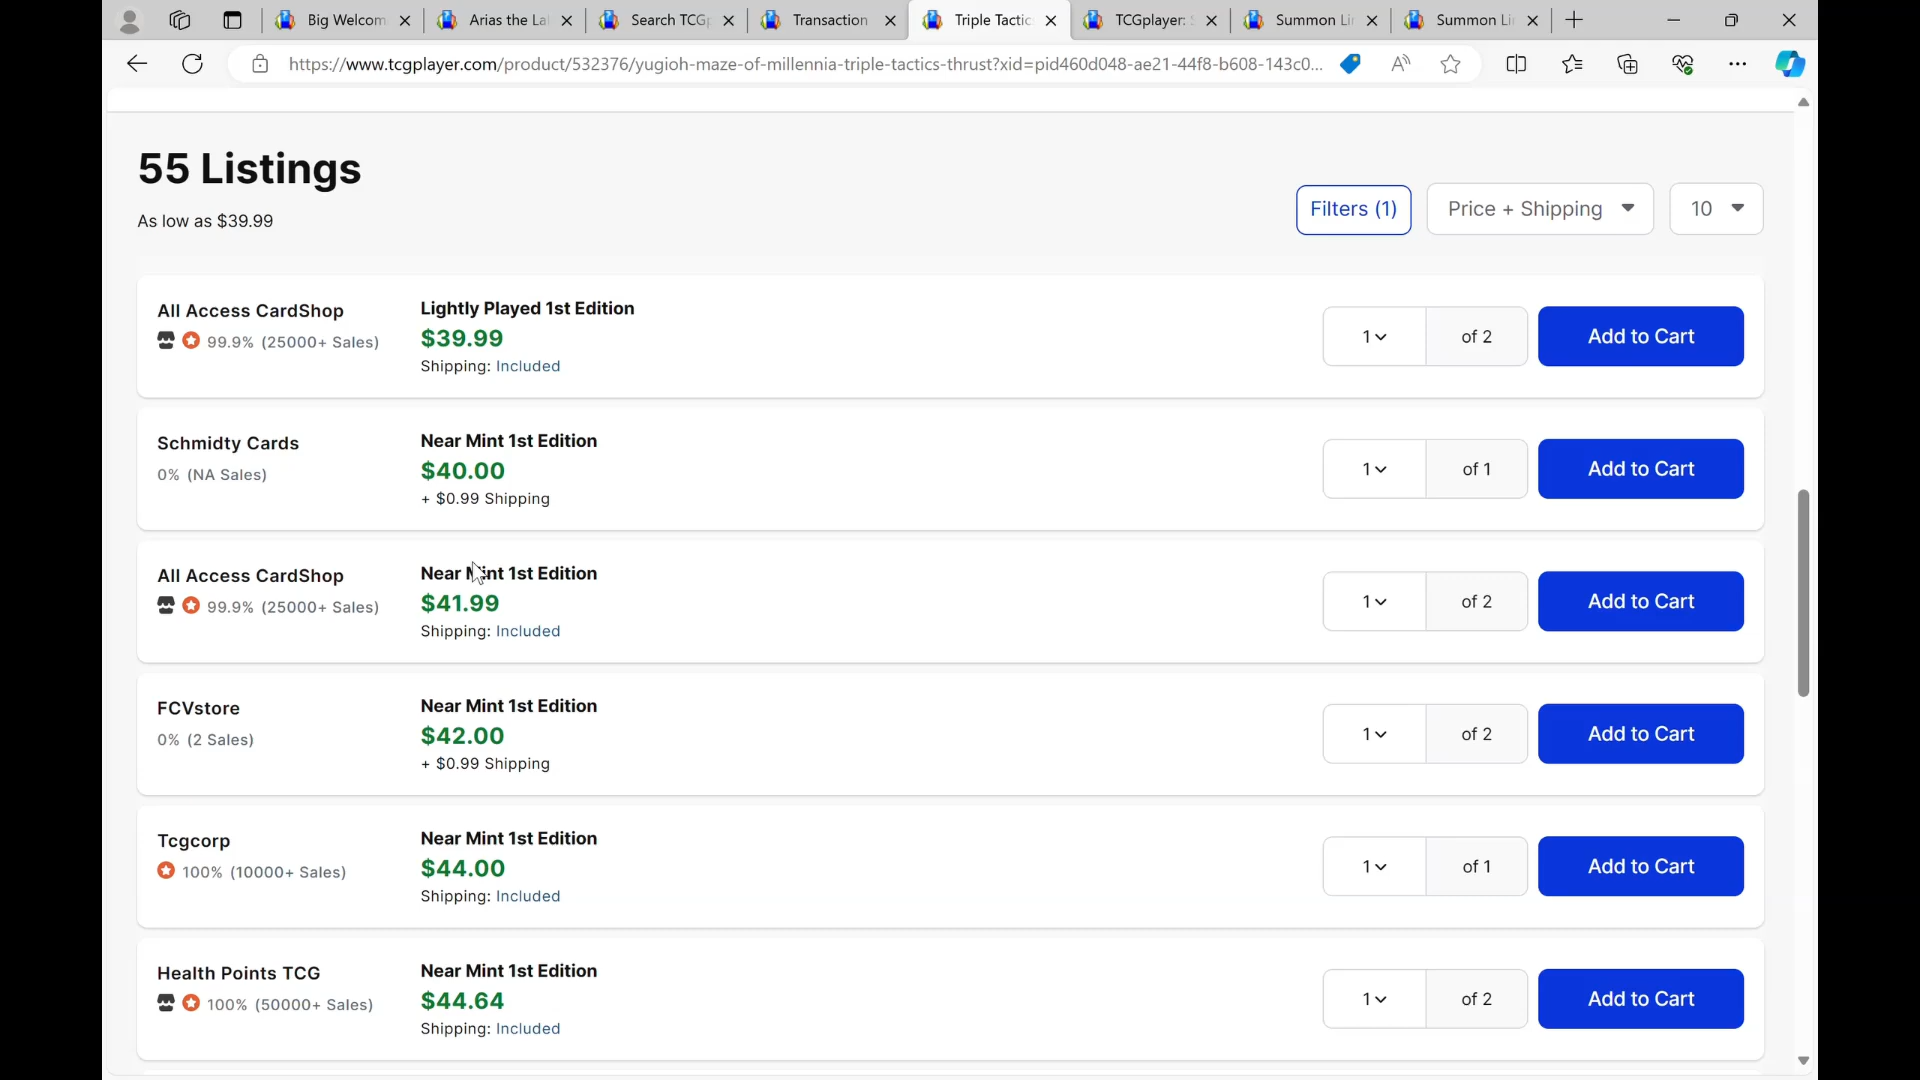 Big Welcom
Arias the La
Search TCGp
Transaction
Triple Tactic
TCGplayer: S
Summon Li
Summon Li
https://www.tcgplayer.com/product/532376/yugioh-maze-of-millennia-triple-tactics-thrust?xid=pid460d048-ae21-44f8-b608-143c0...
55 Listings
As low as $39.99
Filters (1)
Price + Shipping
10
All Access CardShop
99.9% (25000+ Sales)
Lightly Played 1st Edition
$39.99
Shipping: Included
1
of 2
Add to Cart
Schmidty Cards
0% (NA Sales)
Near Mint 1st Edition
$40.00
+ $0.99 Shipping
1
of 1
Add to Cart
All Access CardShop
99.9% (25000+ Sales)
Near Mint 1st Edition
$41.99
Shipping: Included
1
of 2
Add to Cart
FCVstore
0% (2 Sales)
Near Mint 1st Edition
$42.00
+ $0.99 Shipping
1
of 2
Add to Cart
Tcgcorp
100% (10000+ Sales)
Near Mint 1st Edition
$44.00
Shipping: Included
1
of 1
Add to Cart
Health Points TCG
100% (50000+ Sales)
Near Mint 1st Edition
$44.64
Shipping: Included
1
of 2
Add to Cart